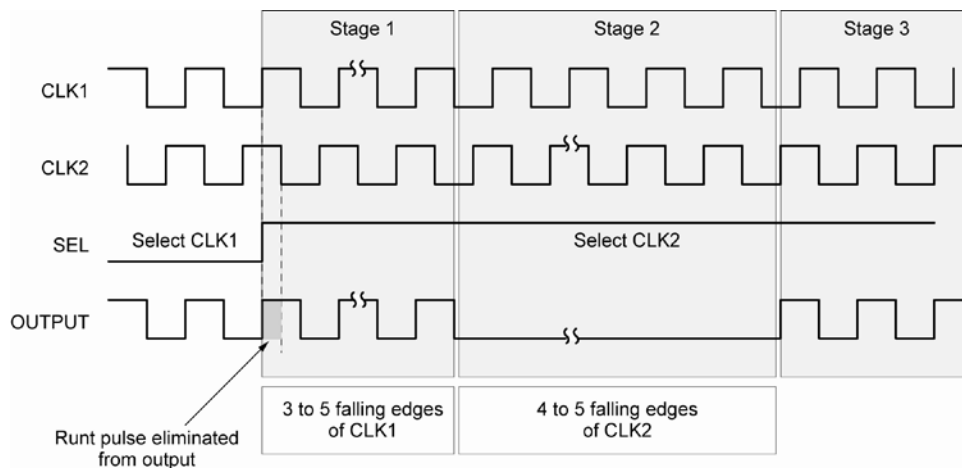 Stage 1
Stage 2
Stage 3
CLK1
CLK2
SEL
Select CLK1
Select CLK2
OUTPUT
3 to 5 falling edges
of CLK1
4 to 5 falling edges
of CLK2
Runt pulse eliminated
from output